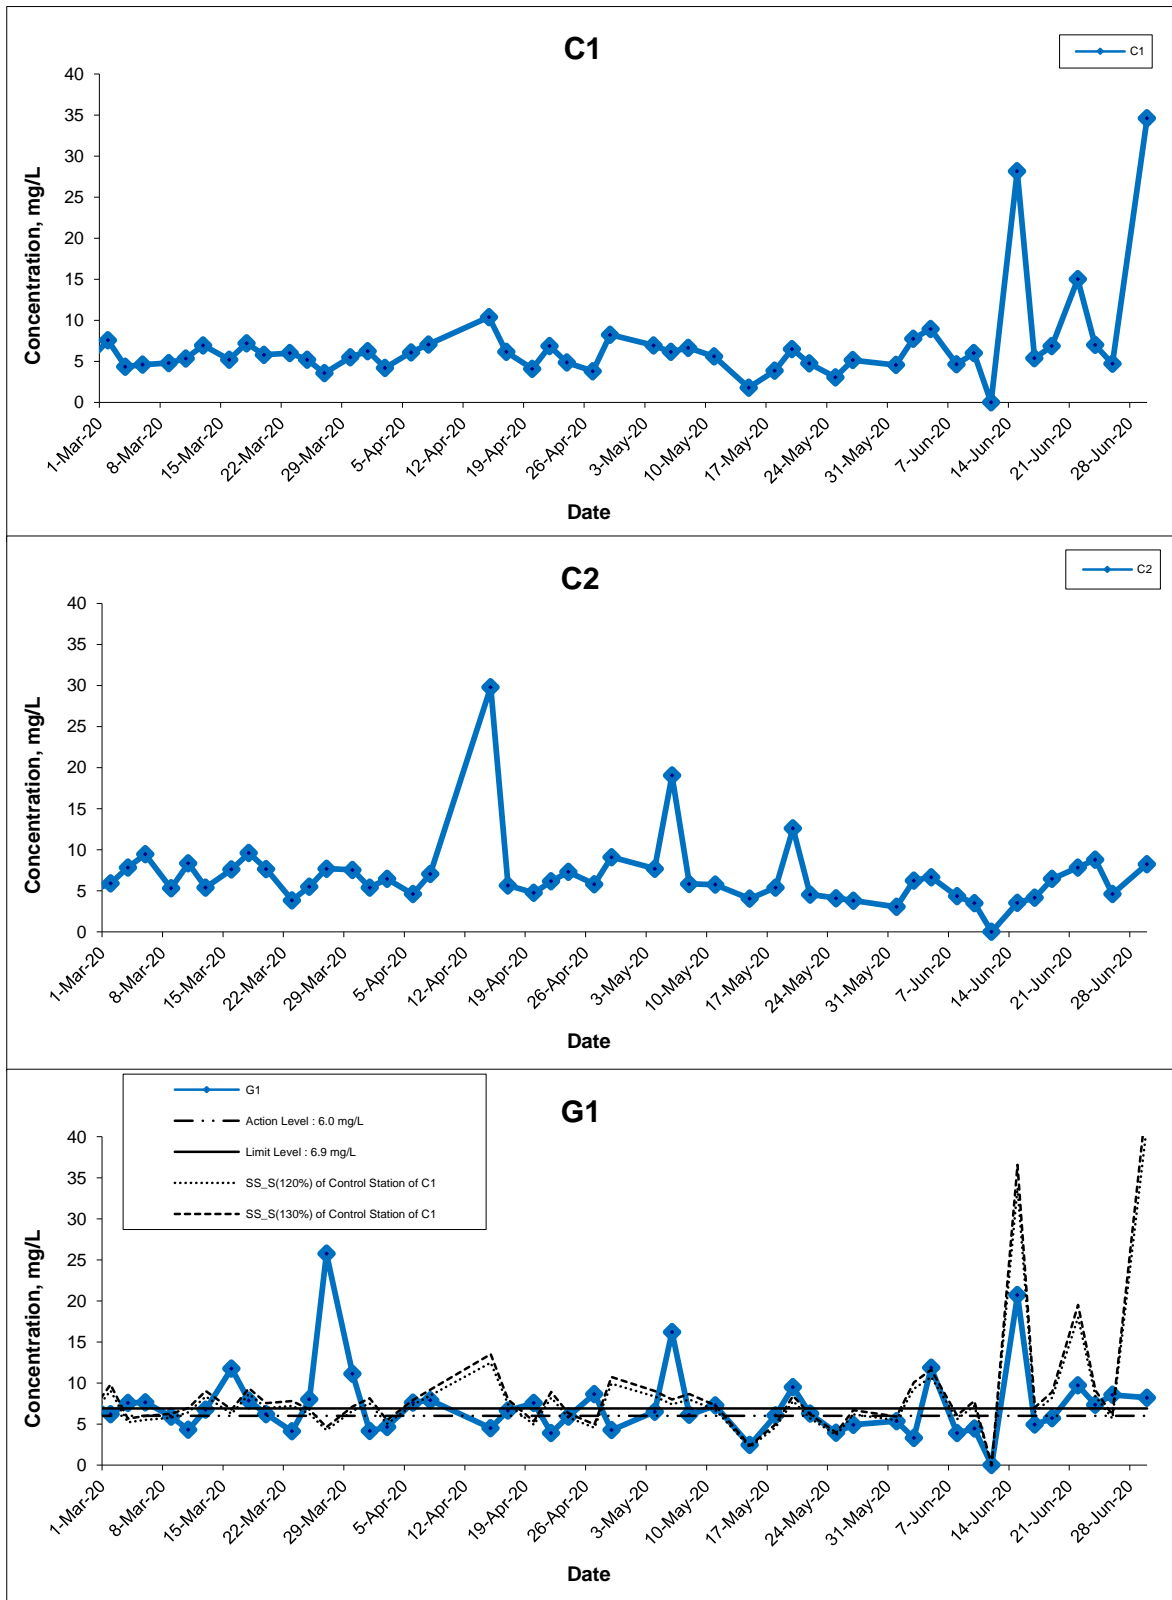 C1
C1
40
35
30
25
20
15
10
5
0
Concentration, mg/L
1-Mar-20
8-Mar-20
15-Mar-20
22-Mar-20
29-Mar-20
5-Apr-20
12-Apr-20
19-Apr-20
26-Apr-20
3-May-20
10-May-20
17-May-20
24-May-20
31-May-20
7-Jun-20
14-Jun-20
21-Jun-20
28-Jun-20
Date
C2
C2
40
35
30
25
20
15
10
5
0
Concentration, mg/L
1-Mar-20
8-Mar-20
15-Mar-20
22-Mar-20
29-Mar-20
5-Apr-20
12-Apr-20
19-Apr-20
26-Apr-20
3-May-20
10-May-20
17-May-20
24-May-20
31-May-20
7-Jun-20
14-Jun-20
21-Jun-20
28-Jun-20
Date
G1
G1
Action Level : 6.0 mg/L
Limit Level : 6.9 mg/L
SS_S(120%) of Control Station of C1
SS_S(130%) of Control Station of C1
40
35
30
25
20
15
10
5
0
Concentration, mg/L
1-Mar-20
8-Mar-20
15-Mar-20
22-Mar-20
29-Mar-20
5-Apr-20
12-Apr-20
19-Apr-20
26-Apr-20
3-May-20
10-May-20
17-May-20
24-May-20
31-May-20
7-Jun-20
14-Jun-20
21-Jun-20
28-Jun-20
Date